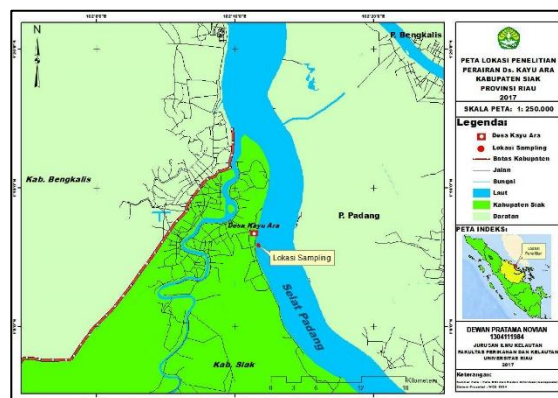 N
P. Bengkalis
Kab. Bengkalis
P. Padang
Desa Kayu Ara
Lokasi Sampling
Selat Padang
Kab. Siak
Kilometers
PETA LOKASI PENELITIAN
PERAIRAN Ds. KAYU ARA
KABUPATEN SIAK
PROVINSI RIAU
2017
SKALA PETA: 1: 250.000
Legenda:
Desa Kayu Ara
Lokasi Sampling
Batas Kabupaten
Jalan
Sungai
Laut
Kabupaten Siak
Daratan
PETA INDEKS:
DEWAN PRATAMA NOVIAN
1304111984
JURUSAN ILMU KELAUTAN
FAKULTAS PERIKANAN DAN KELAUTAN
UNIVERSITAS RIAU
2017
Keterangan: